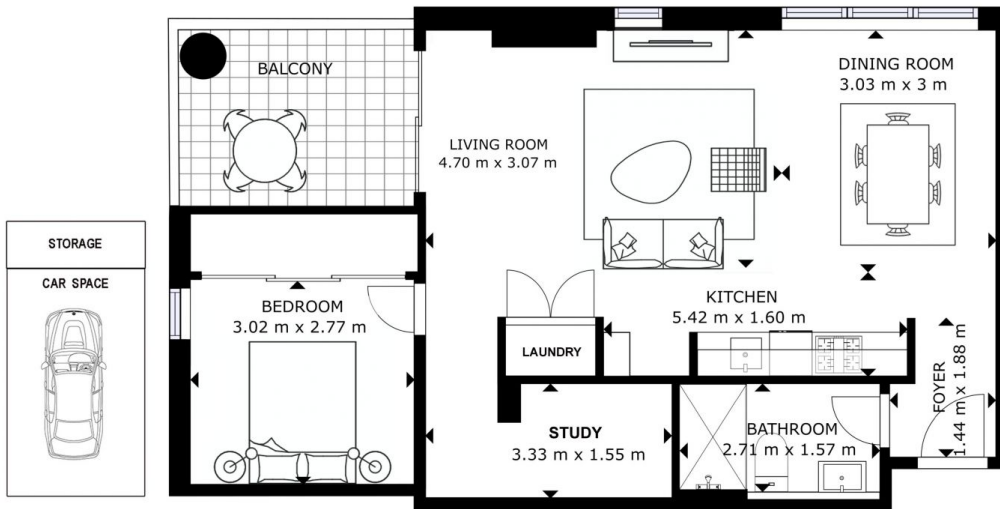 BALCONY
DINING ROOM
3.03 m x 3 m
LIVING ROOM
4.70 m x 3.07 m
STORAGE
CAR SPACE
BEDROOM
3.02 m x 2.77 m
KITCHEN
5.42 m x 1.60 m
LAUNDRY
FOYER
1.44 m x 1.88 m
STUDY
3.33 m x 1.55 m
BATHROOM
2.71 m x 1.57 m